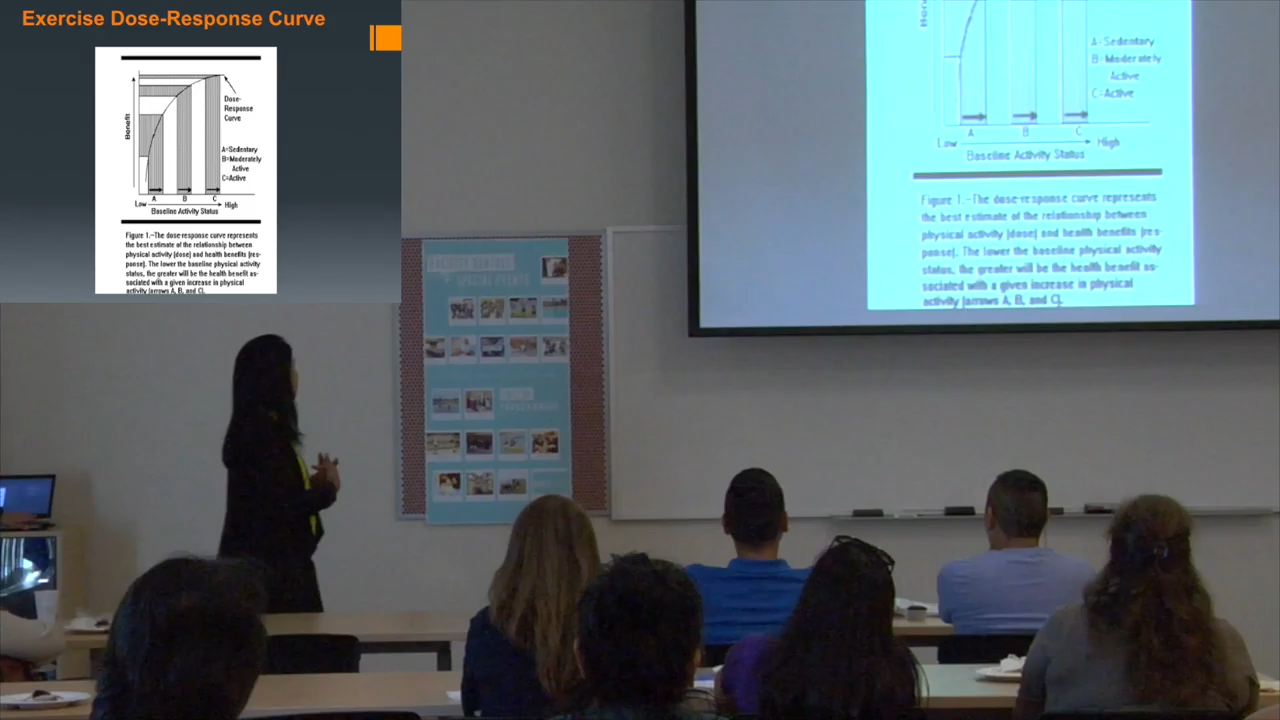 Exercise Dose-Response Curve
Benefit
Dose-
Response
Curve
A=Sedentary
B=Moderately
Active
C=Active
A B C
Low High
Baseline Activity Status
Figure 1.–The dose-response curve represents
the best estimate of the relationship between
physical activity (dose) and health benefits (res-
ponse). The lower the baseline physical activity
status, the greater will be the health benefit as-
sociated with a given increase in physical
activity (arrows A, B, and C).
A=Sedentary
B=Moderately
Active
C=Active
A B C
Low High
Baseline Activity Status
Figure 1.–The dose-response curve represents
the best estimate of the relationship between
physical activity (dose) and health benefits (res-
ponse). The lower the baseline physical activity
status, the greater will be the health benefit as-
sociated with a given increase in physical
activity (arrows A, B, and C).
FACILITY RENTALS
+ SPECIAL EVENTS